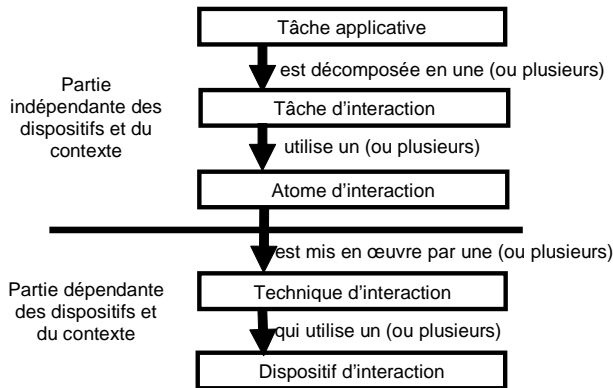 Tâche applicative
est décomposée en une (ou plusieurs)
Partie
indépendante des
dispositifs et du
contexte
Tâche d'interaction
utilise un (ou plusieurs)
Atome d'interaction
est mis en œuvre par une (ou plusieurs)
Partie dépendante
des dispositifs et
du contexte
Technique d'interaction
qui utilise un (ou plusieurs)
Dispositif d'interaction